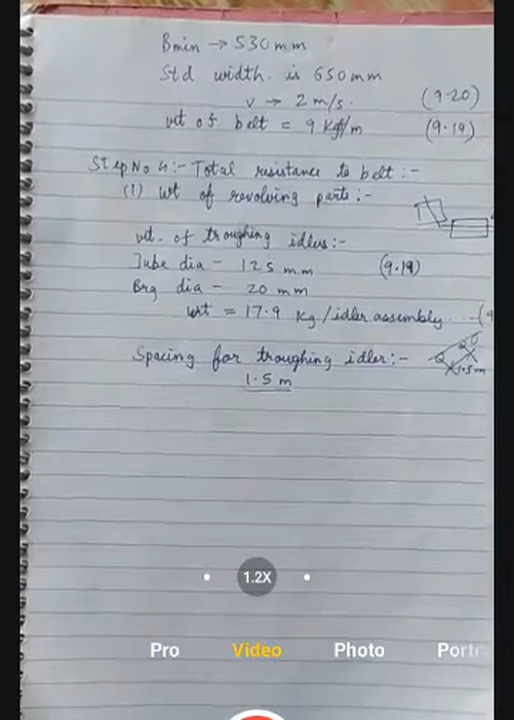 Bmin → 530 mm
Std width. is 650 mm
v → 2 m/s. (9.20)
wt of belt = 9 Kgf/m (9.19)
Step No 4:- Total resistance to belt :-
(1) wt of revolving parts :-
wt. of troughing idlers:-
Tube dia - 125 mm (9.19)
Brg dia - 20 mm
wt = 17.9 Kg/idler assembly
Spacing for troughing idler:-
1.5 m
1.5m
1.2X
Pro Video Photo Portr